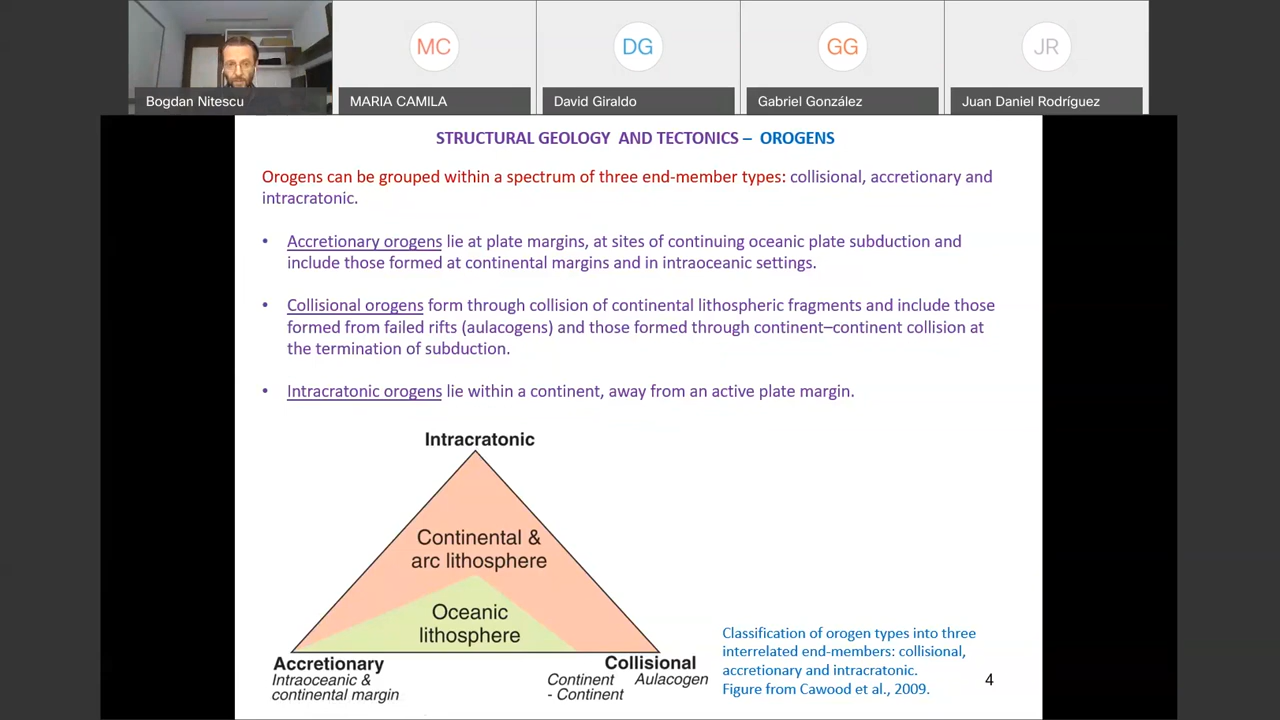 MC
DG
GG
JR
Bogdan Nitescu
MARIA CAMILA
David Giraldo
Gabriel González
Juan Daniel Rodríguez
STRUCTURAL GEOLOGY AND TECTONICS – OROGENS
Orogens can be grouped within a spectrum of three end-member types: collisional, accretionary and
intracratonic.
• Accretionary orogens lie at plate margins, at sites of continuing oceanic plate subduction and
include those formed at continental margins and in intraoceanic settings.
• Collisional orogens form through collision of continental lithospheric fragments and include those
formed from failed rifts (aulacogens) and those formed through continent–continent collision at
the termination of subduction.
• Intracratonic orogens lie within a continent, away from an active plate margin.
Intracratonic
Continental &
arc lithosphere
Oceanic
lithosphere
Accretionary
Intraoceanic &
continental margin
Collisional
Continent
- Continent
Aulacogen
Classification of orogen types into three
interrelated end-members: collisional,
accretionary and intracratonic.
Figure from Cawood et al., 2009.
4